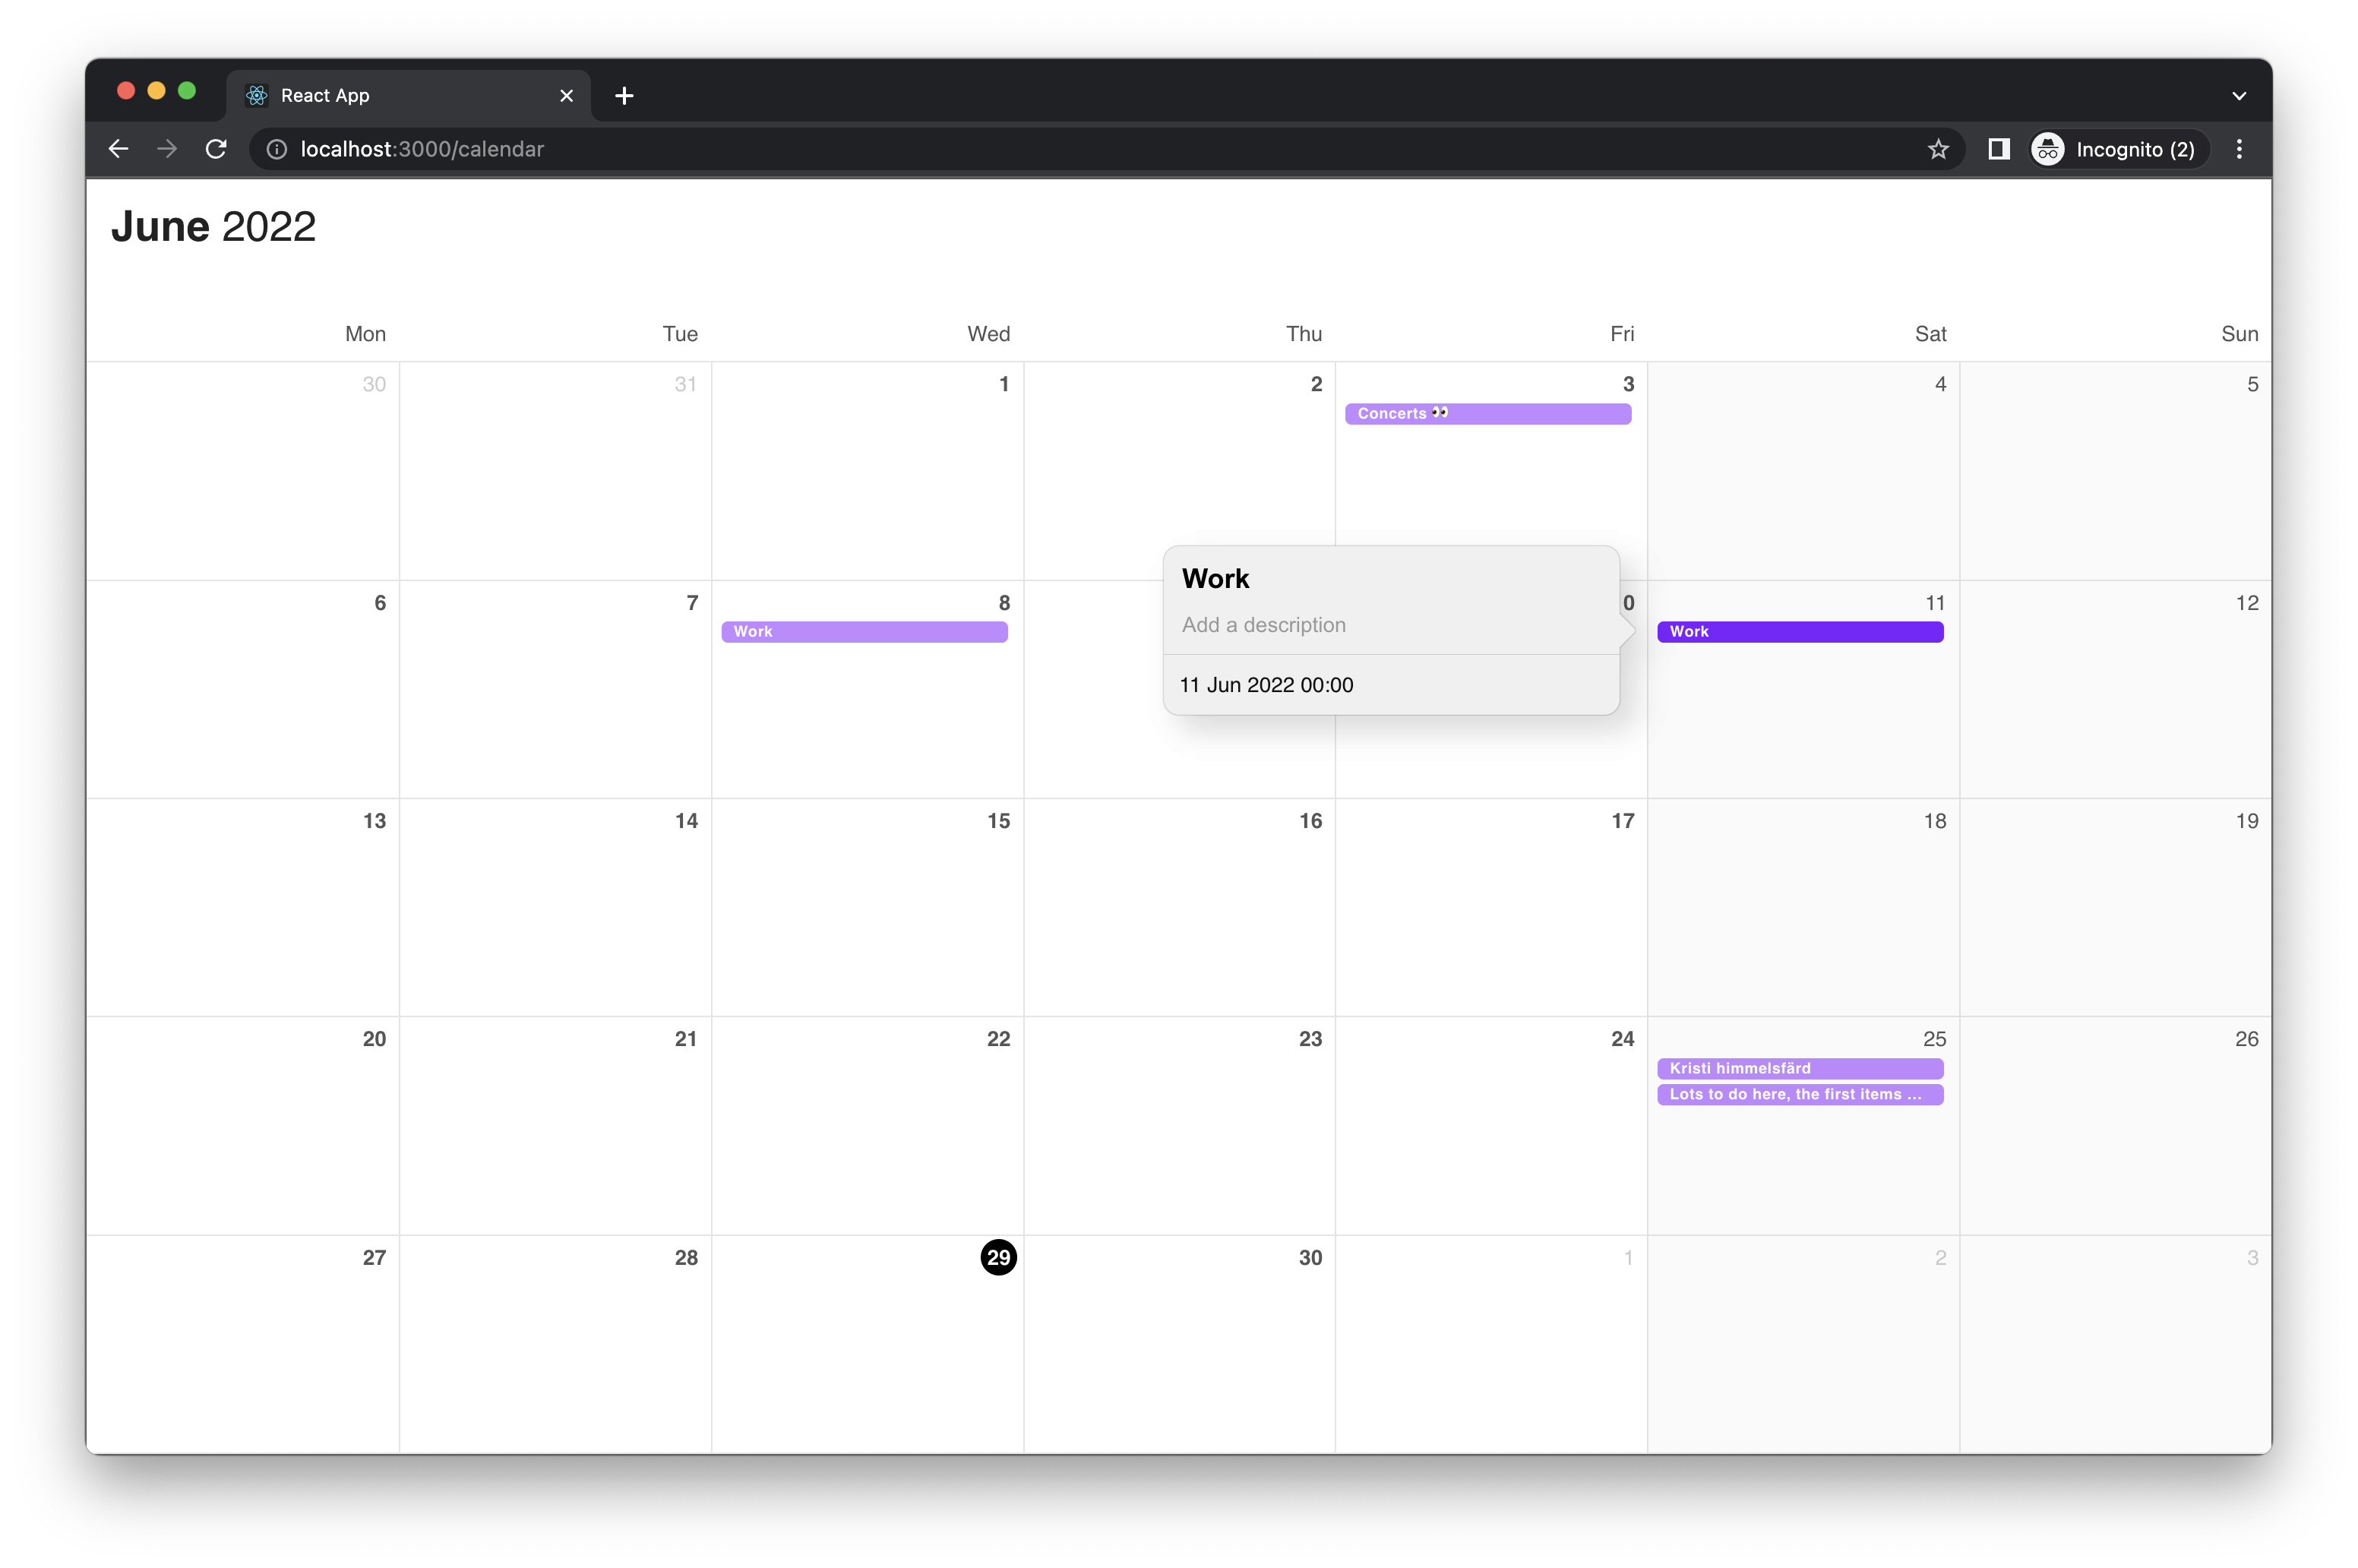 React App
localhost:3000/calendar
Incognito (2)
June 2022
Mon Tue Wed Thu Fri Sat Sun
30 31 1 2 3 4 5
Concerts 👀
6 7 8 0 11 12
Work
Work
Work
Add a description
11 Jun 2022 00:00
13 14 15 16 17 18 19
20 21 22 23 24 25 26
Kristi himmelsfärd
Lots to do here, the first items ...
27 28 29 30 1 2 3